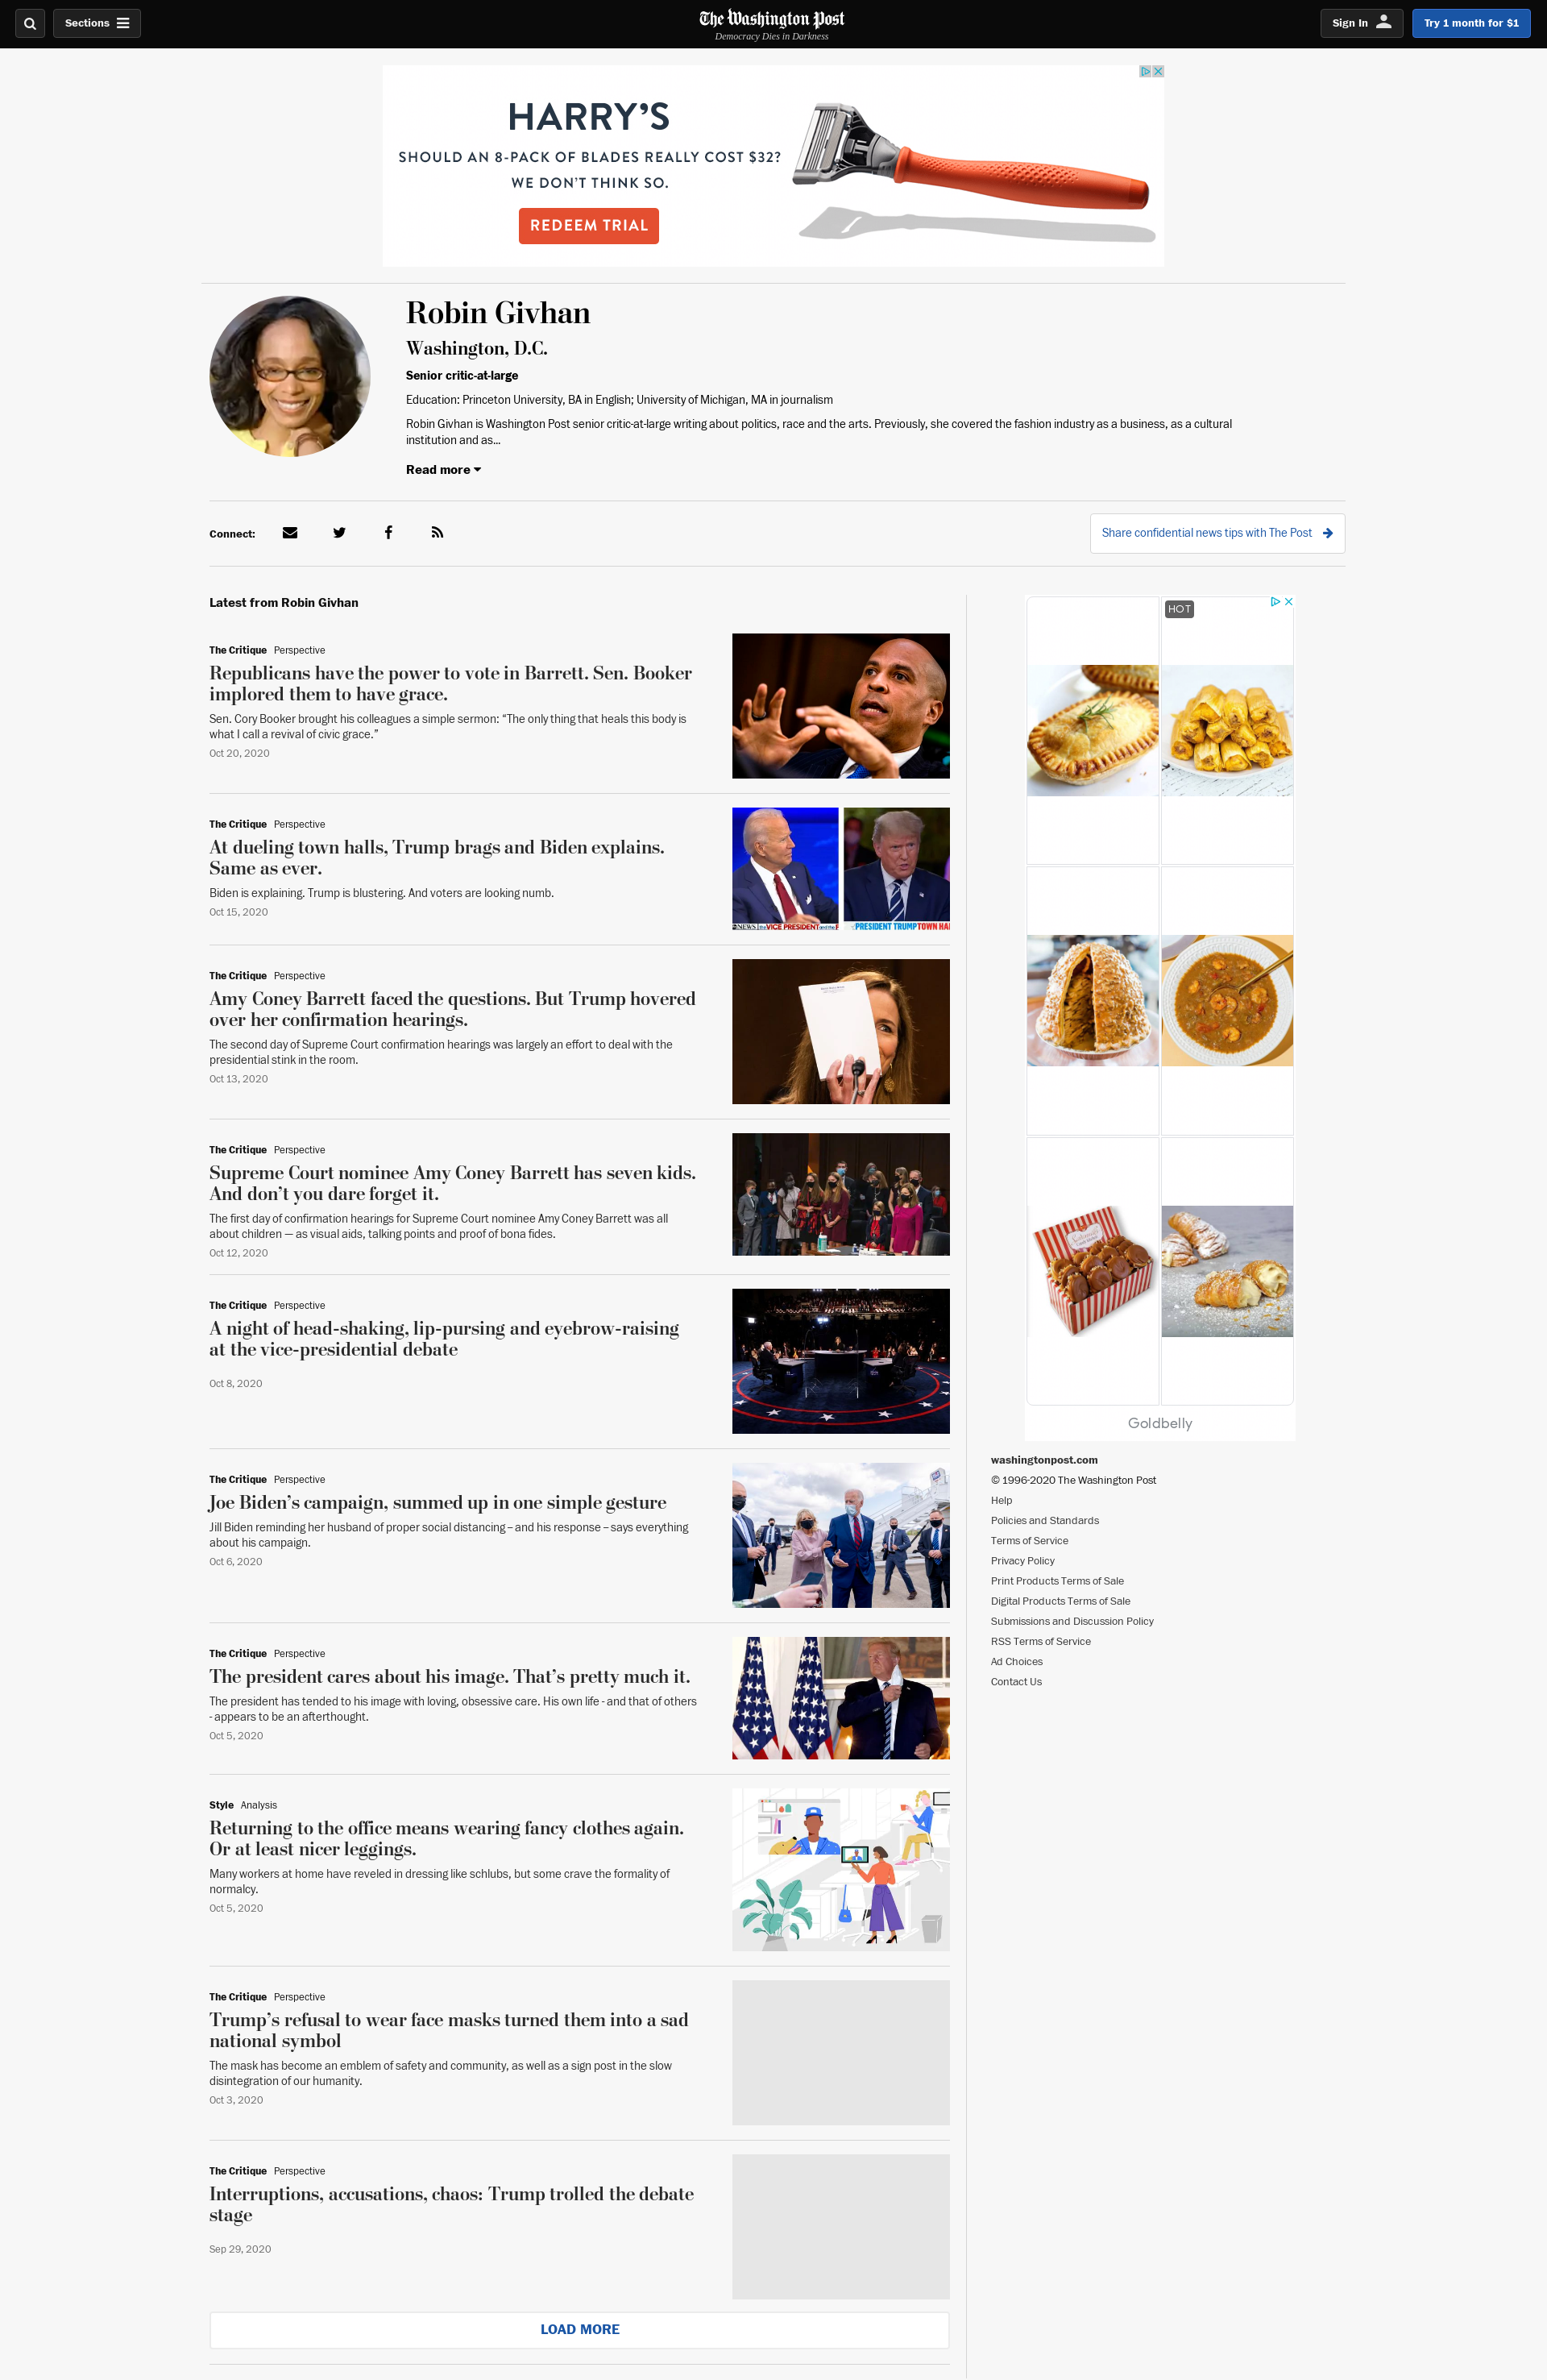 Sections
The Washington Post
Democracy Dies in Darkness
Sign In
Try 1 month for $1
HARRY'S
SHOULD AN 8-PACK OF BLADES REALLY COST $32?
WE DON'T THINK SO.
REDEEM TRIAL
Robin Givhan
Washington, D.C.
Senior critic-at-large
Education: Princeton University, BA in English; University of Michigan, MA in journalism
Robin Givhan is Washington Post senior critic-at-large writing about politics, race and the arts. Previously, she covered the fashion industry as a business, as a cultural
institution and as...
Read more
Connect:
Share confidential news tips with The Post
Latest from Robin Givhan
The Critique Perspective
Republicans have the power to vote in Barrett. Sen. Booker
implored them to have grace.
Sen. Cory Booker brought his colleagues a simple sermon: “The only thing that heals this body is
what I call a revival of civic grace.”
Oct 20, 2020
The Critique Perspective
At dueling town halls, Trump brags and Biden explains.
Same as ever.
Biden is explaining. Trump is blustering. And voters are looking numb.
Oct 15, 2020
NEWS the VICE PRESIDENT and the P
PRESIDENT TRUMP TOWN HA
The Critique Perspective
Amy Coney Barrett faced the questions. But Trump hovered
over her confirmation hearings.
The second day of Supreme Court confirmation hearings was largely an effort to deal with the
presidential stink in the room.
Oct 13, 2020
The Critique Perspective
Supreme Court nominee Amy Coney Barrett has seven kids.
And don’t you dare forget it.
The first day of confirmation hearings for Supreme Court nominee Amy Coney Barrett was all
about children — as visual aids, talking points and proof of bona fides.
Oct 12, 2020
The Critique Perspective
A night of head-shaking, lip-pursing and eyebrow-raising
at the vice-presidential debate
Oct 8, 2020
The Critique Perspective
Joe Biden’s campaign, summed up in one simple gesture
Jill Biden reminding her husband of proper social distancing – and his response – says everything
about his campaign.
Oct 6, 2020
The Critique Perspective
The president cares about his image. That’s pretty much it.
The president has tended to his image with loving, obsessive care. His own life - and that of others
- appears to be an afterthought.
Oct 5, 2020
Style Analysis
Returning to the office means wearing fancy clothes again.
Or at least nicer leggings.
Many workers at home have reveled in dressing like schlubs, but some crave the formality of
normalcy.
Oct 5, 2020
The Critique Perspective
Trump’s refusal to wear face masks turned them into a sad
national symbol
The mask has become an emblem of safety and community, as well as a sign post in the slow
disintegration of our humanity.
Oct 3, 2020
The Critique Perspective
Interruptions, accusations, chaos: Trump trolled the debate
stage
Sep 29, 2020
LOAD MORE
HOT
Goldbelly
washingtonpost.com
© 1996-2020 The Washington Post
Help
Policies and Standards
Terms of Service
Privacy Policy
Print Products Terms of Sale
Digital Products Terms of Sale
Submissions and Discussion Policy
RSS Terms of Service
Ad Choices
Contact Us